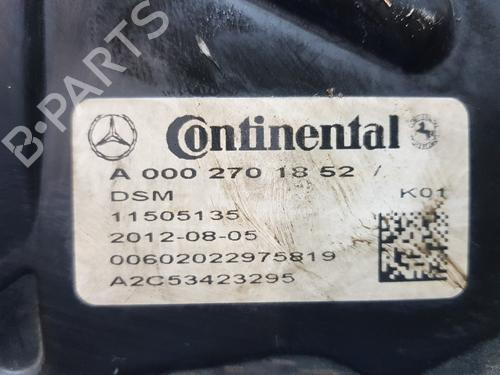 B-PARTS
Continental
A 000 270 18 52 /
DSM K01
11505135
2012-08-05
00602022975819
A2C53423295